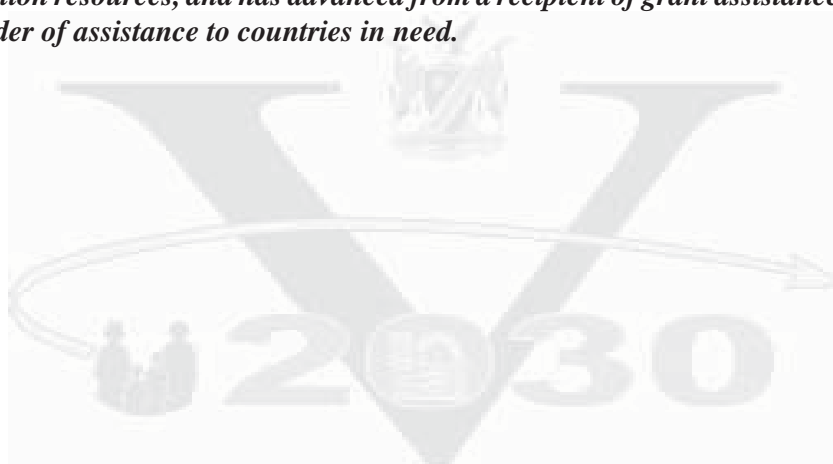 tion resources, and has advanced from a recipient of grant assistance
der of assistance to countries in need.
V
2030